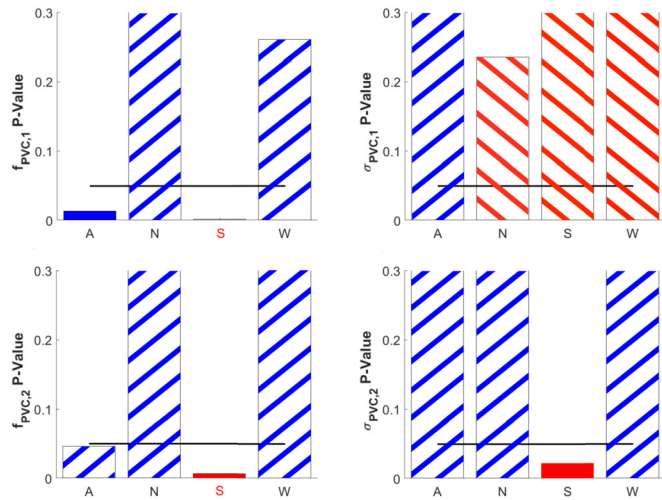 f_PVC,1 P-Value
0.3
0.2
0.1
0
A N S W
σ_PVC,1 P-Value
0.3
0.2
0.1
0
A N S W
f_PVC,2 P-Value
0.3
0.2
0.1
0
A N S W
σ_PVC,2 P-Value
0.3
0.2
0.1
0
A N S W